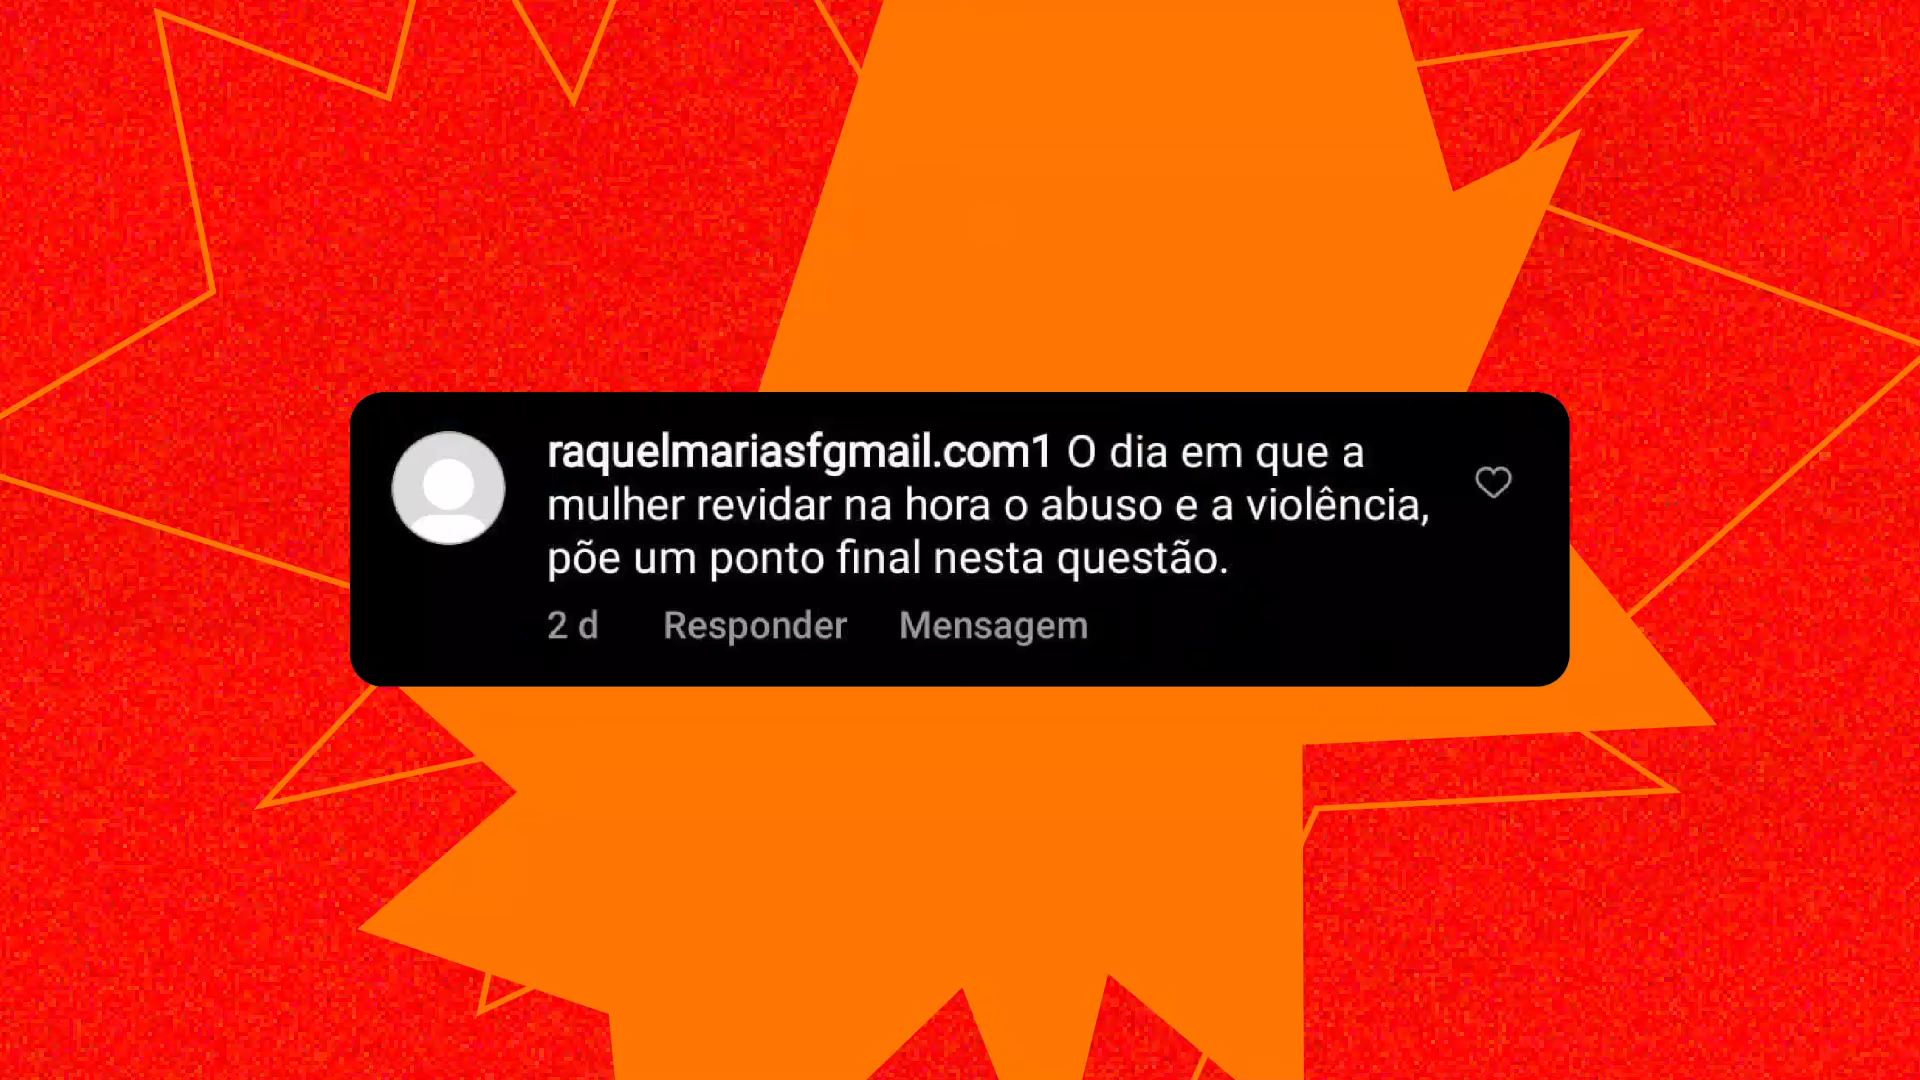 raquelmariasfgmail.com1 O dia em que a
mulher revidar na hora o abuso e a violência,
põe um ponto final nesta questão.
2 d Responder Mensagem